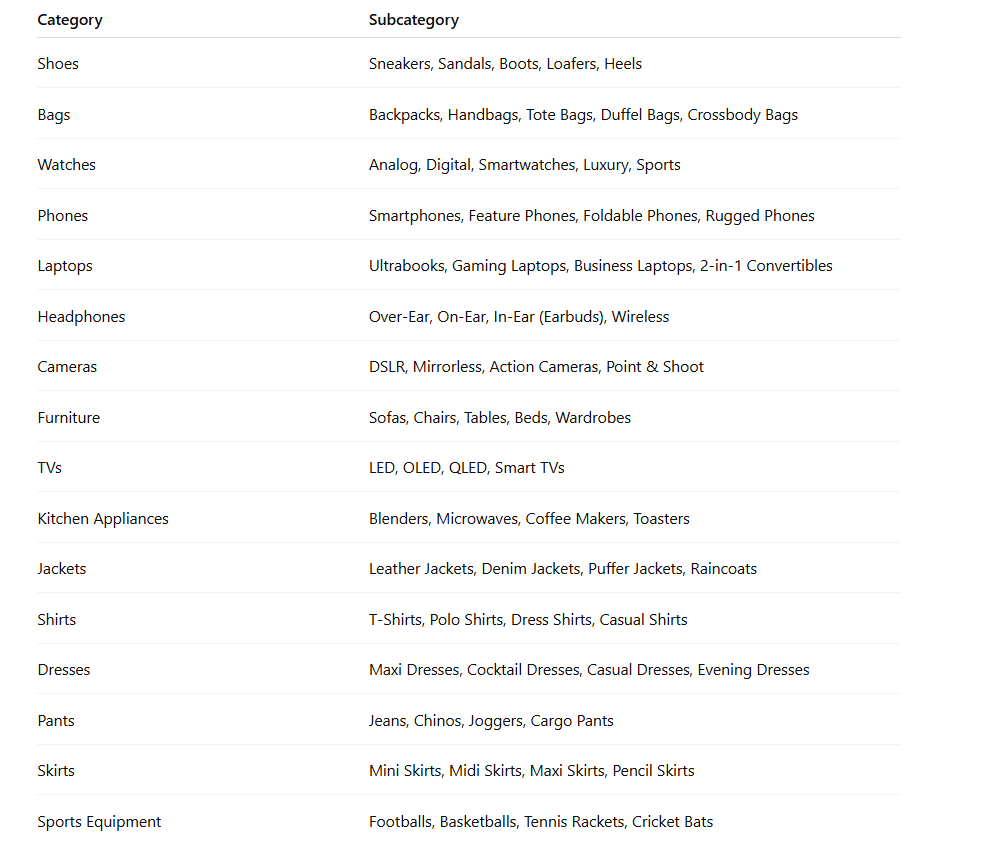 Category Subcategory
Shoes Sneakers, Sandals, Boots, Loafers, Heels
Bags Backpacks, Handbags, Tote Bags, Duffel Bags, Crossbody Bags
Watches Analog, Digital, Smartwatches, Luxury, Sports
Phones Smartphones, Feature Phones, Foldable Phones, Rugged Phones
Laptops Ultrabooks, Gaming Laptops, Business Laptops, 2-in-1 Convertibles
Headphones Over-Ear, On-Ear, In-Ear (Earbuds), Wireless
Cameras DSLR, Mirrorless, Action Cameras, Point & Shoot
Furniture Sofas, Chairs, Tables, Beds, Wardrobes
TVs LED, OLED, QLED, Smart TVs
Kitchen Appliances Blenders, Microwaves, Coffee Makers, Toasters
Jackets Leather Jackets, Denim Jackets, Puffer Jackets, Raincoats
Shirts T-Shirts, Polo Shirts, Dress Shirts, Casual Shirts
Dresses Maxi Dresses, Cocktail Dresses, Casual Dresses, Evening Dresses
Pants Jeans, Chinos, Joggers, Cargo Pants
Skirts Mini Skirts, Midi Skirts, Maxi Skirts, Pencil Skirts
Sports Equipment Footballs, Basketballs, Tennis Rackets, Cricket Bats